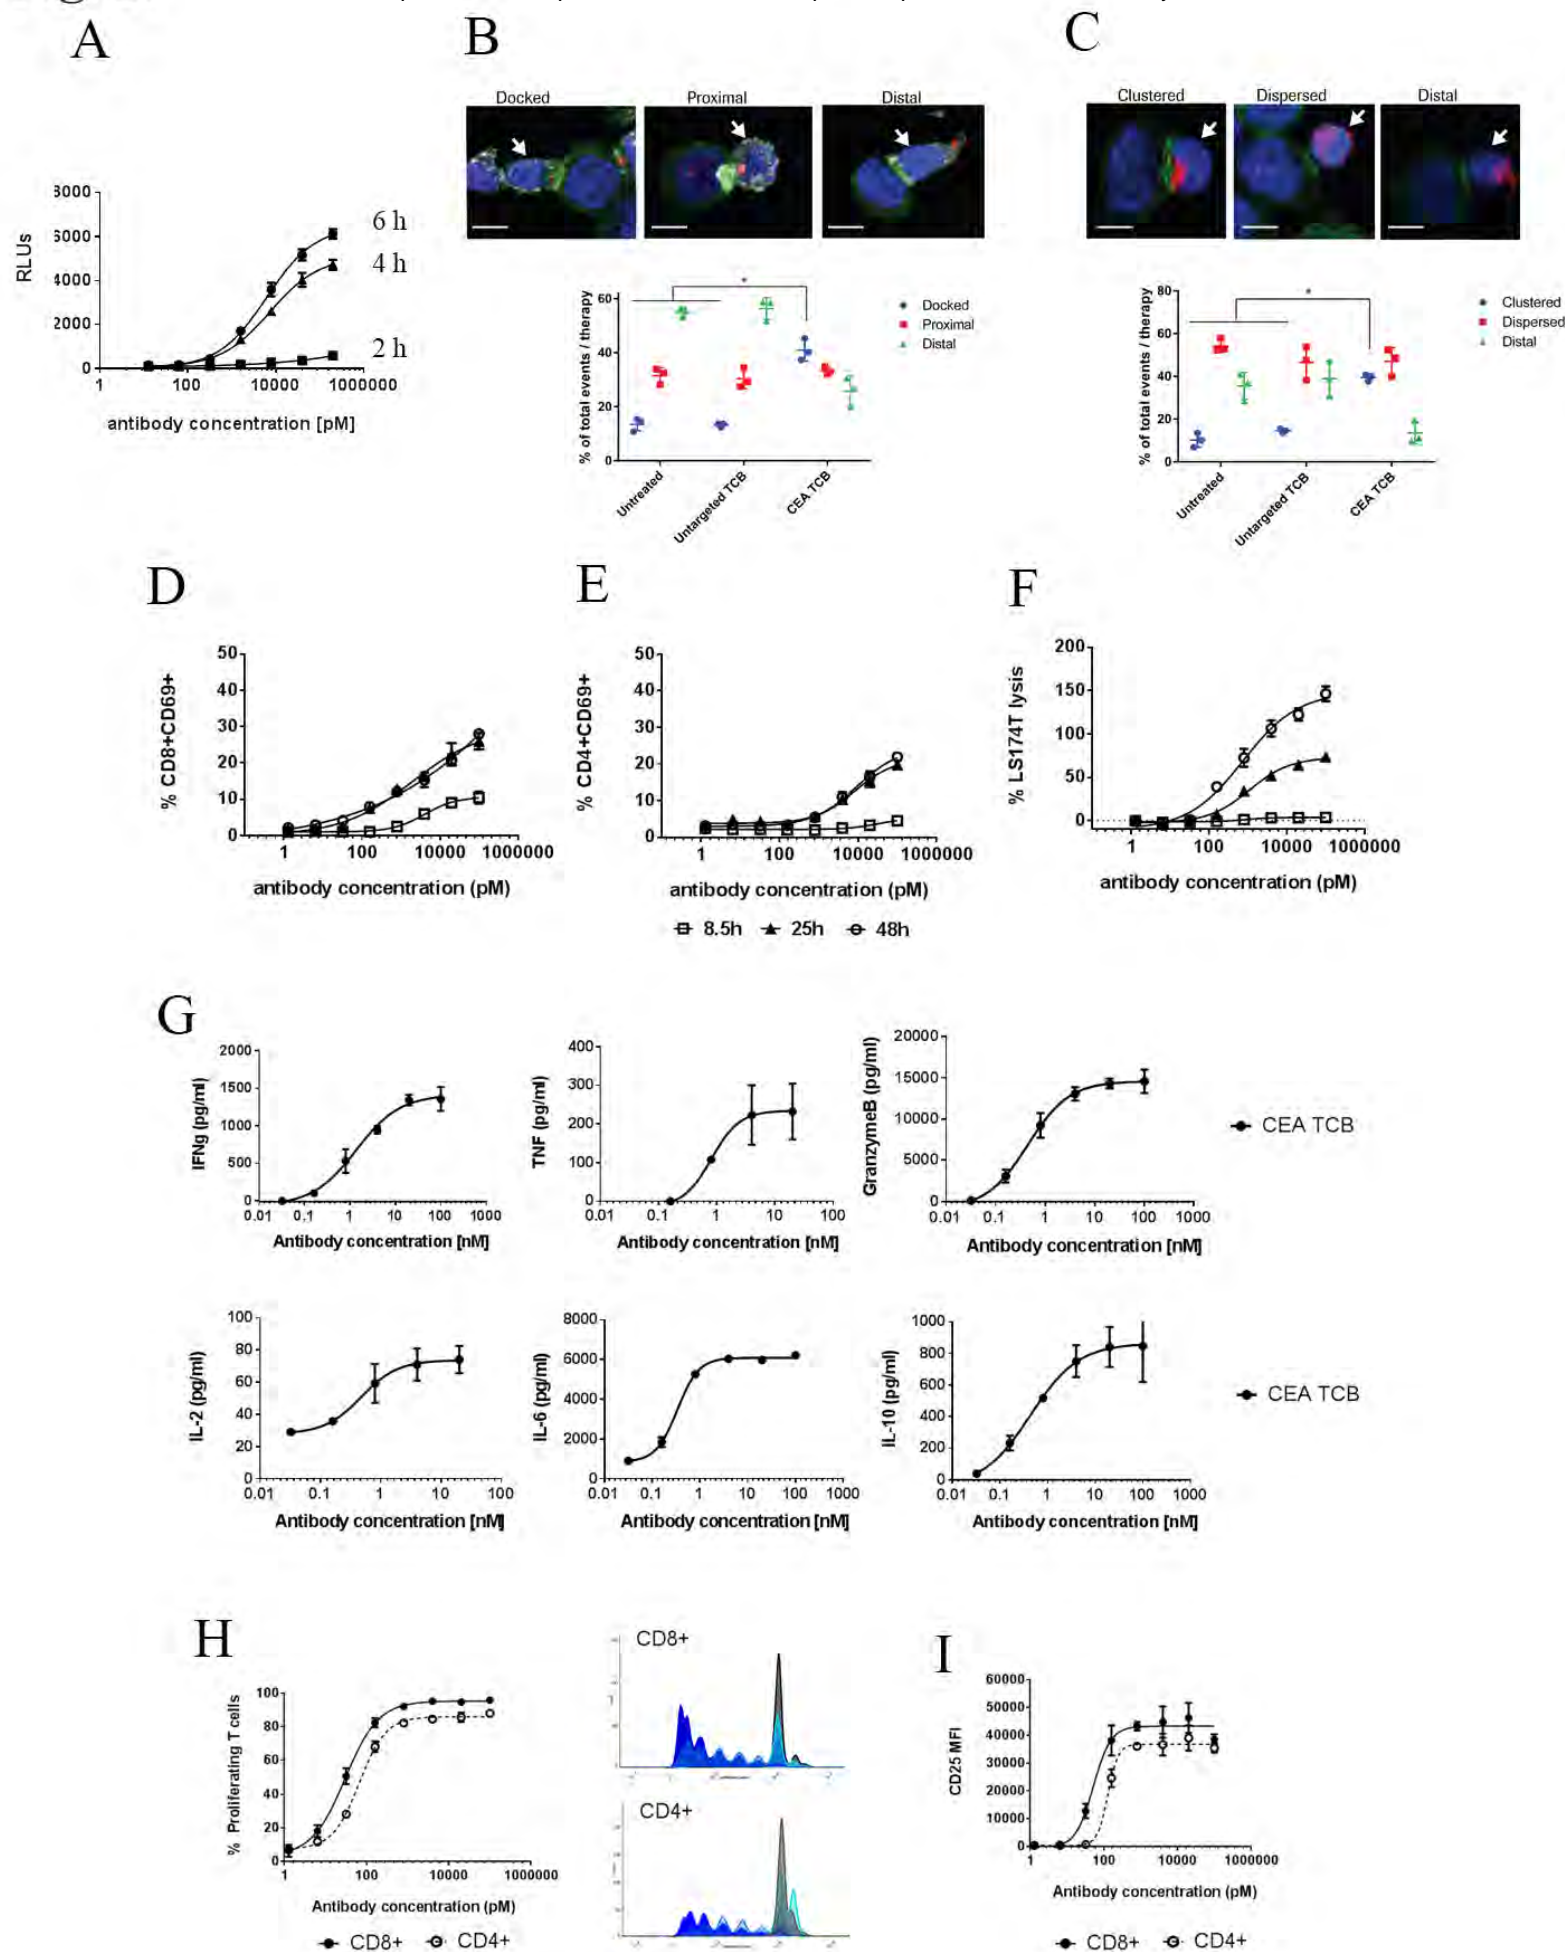 A
B
C
Docked
Proximal
Distal
Clustered
Dispersed
Distal
RLUs
6000
4000
2000
0
6 h
4 h
2 h
1
100
10000
1000000
antibody concentration [pM]
% of total events / therapy
60
40
20
0
*
Docked
Proximal
Distal
Untreated
Untargeted TCB
CEA TCB
% of total events / therapy
80
60
40
20
0
*
Clustered
Dispersed
Distal
Untreated
Untargeted TCB
CEA TCB
D
E
F
% CD8+CD69+
50
40
30
20
10
0
1 100 10000 1000000
antibody concentration (pM)
% CD4+CD69+
50
40
30
20
10
0
1 100 10000 1000000
antibody concentration (pM)
8.5h 25h 48h
% LS174T lysis
200
150
100
50
0
1 100 10000 1000000
antibody concentration (pM)
G
IFNg (pg/ml)
2000
1500
1000
500
0
0.01 0.1 1 10 100 1000
Antibody concentration [nM]
TNF (pg/ml)
400
300
200
100
0
0.01 0.1 1 10 100
Antibody concentration [nM]
GranzymeB (pg/ml)
20000
15000
10000
5000
0
0.01 0.1 1 10 100 1000
Antibody concentration [nM]
CEA TCB
IL-2 (pg/ml)
100
80
60
40
20
0
0.01 0.1 1 10 100
Antibody concentration [nM]
IL-6 (pg/ml)
8000
6000
4000
2000
0
0.01 0.1 1 10 100 1000
Antibody concentration [nM]
IL-10 (pg/ml)
1000
800
600
400
200
0
0.01 0.1 1 10 100 1000
Antibody concentration [nM]
CEA TCB
H
% Proliferating T cells
100
80
60
40
20
0
1 100 10000 1000000
Antibody concentration (pM)
CD8+ CD4+
CD8+
CD4+
I
CD25 MFI
60000
50000
40000
30000
20000
10000
0
1 100 10000 1000000
Antibody concentration (pM)
CD8+ CD4+